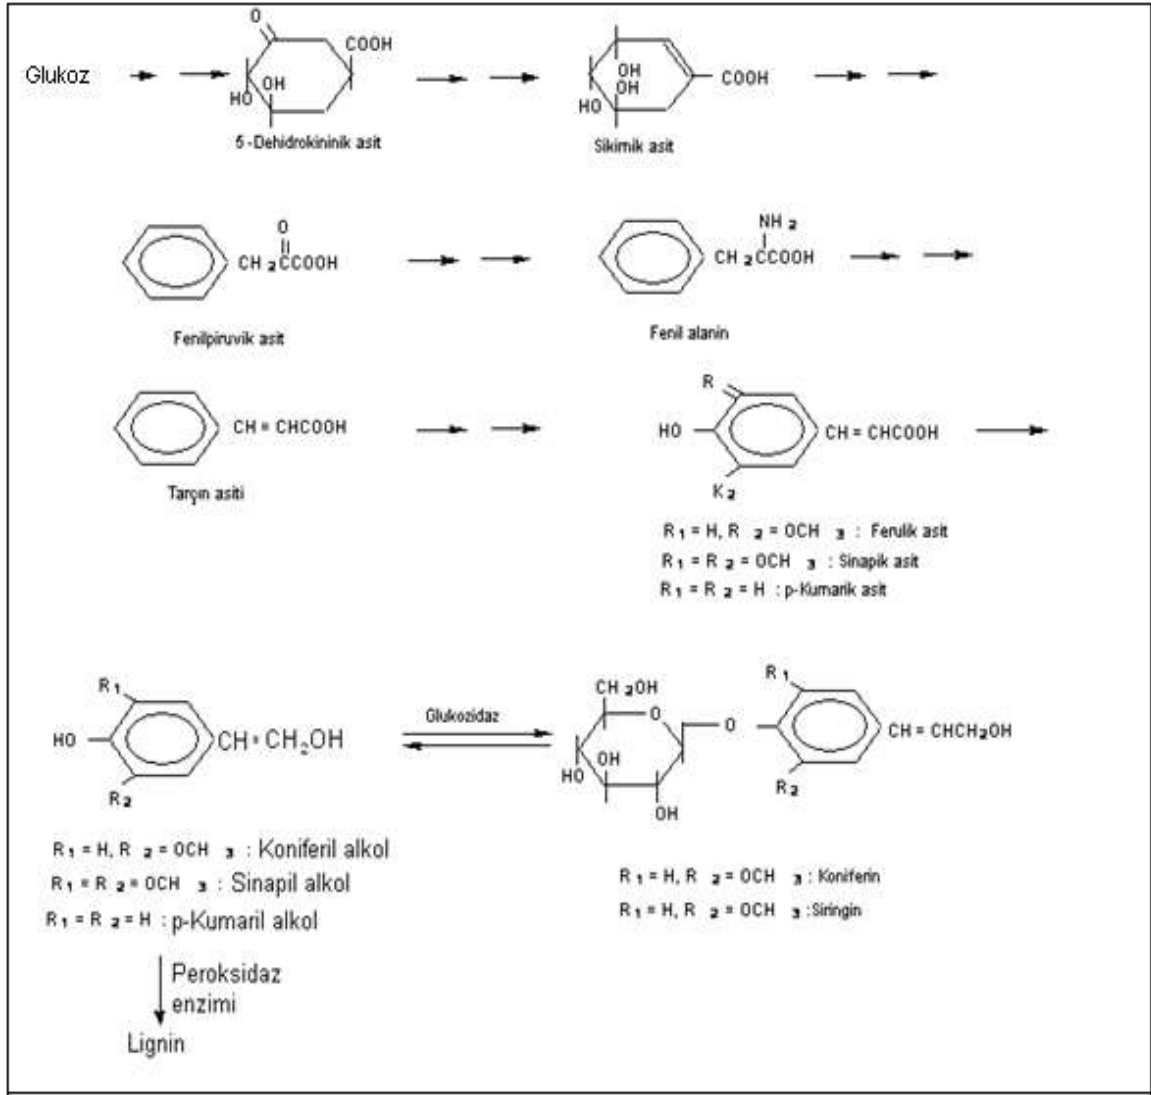 O
COOH
Glukoz
OH
HO
5-Dehidrokininik asit
OH
OH
HO
COOH
Sikimik asit
O
CH 2CCOOH
Fenilpiruvik asit
NH 2
CH 2CCOOH
Fenil alanin
CH = CHCOOH
Tarçın asiti
R
HO
CH = CHCOOH
K 2
R 1 = H, R 2 = OCH 3 : Ferulik asit
R 1 = R 2 = OCH 3 : Sinapik asit
R 1 = R 2 = H : p-Kumarik asit
R 1
HO
CH=CH2OH
R 2
Glukozidaz
CH 2OH
O
O
OH
HO
OH
R 1
CH = CHCH2OH
R 2
R 1 = H, R 2 = OCH 3 : Koniferil alkol
R 1 = R 2 = OCH 3 : Sinapil alkol
R 1 = R 2 = H : p-Kumaril alkol
R 1 = H, R 2 = OCH 3 : Koniferin
R 1 = H, R 2 = OCH 3 : Siringin
Peroksidaz
enzimi
Lignin